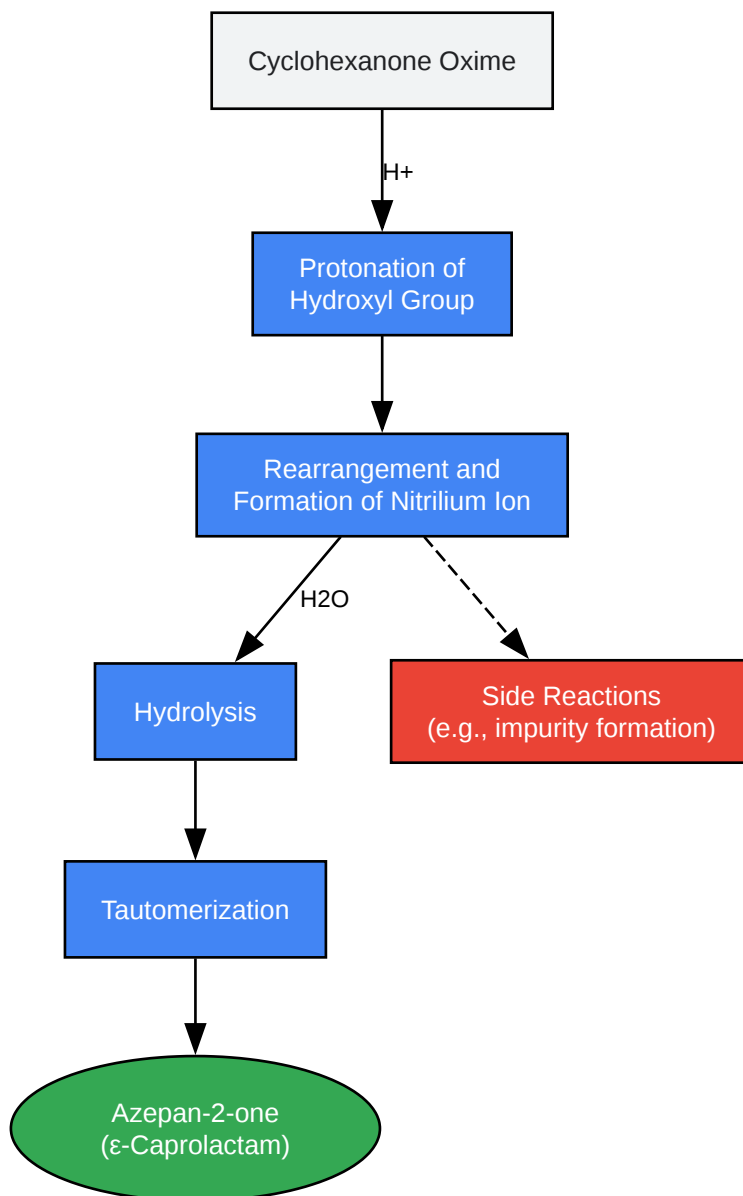 Cyclohexanone Oxime
H+
Protonation of
Hydroxyl Group
Rearrangement and
Formation of Nitrilium Ion
H2O
Hydrolysis
Side Reactions
(e.g., impurity formation)
Tautomerization
Azepan-2-one
(ε-Caprolactam)